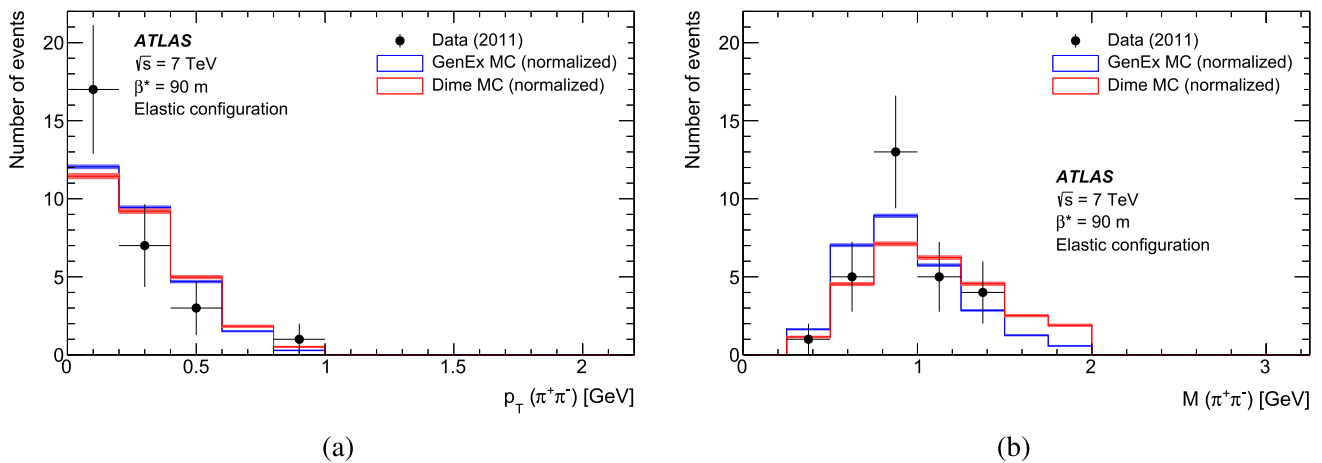 Number of events
20
15
10
5
0
ATLAS
√s = 7 TeV
β* = 90 m
Elastic configuration
Data (2011)
GenEx MC (normalized)
Dime MC (normalized)
0 0.5 1 1.5 2
p_T (π⁺π⁻) [GeV]
(a)
Number of events
20
15
10
5
0
Data (2011)
GenEx MC (normalized)
Dime MC (normalized)
ATLAS
√s = 7 TeV
β* = 90 m
Elastic configuration
0 1 2 3
M (π⁺π⁻) [GeV]
(b)